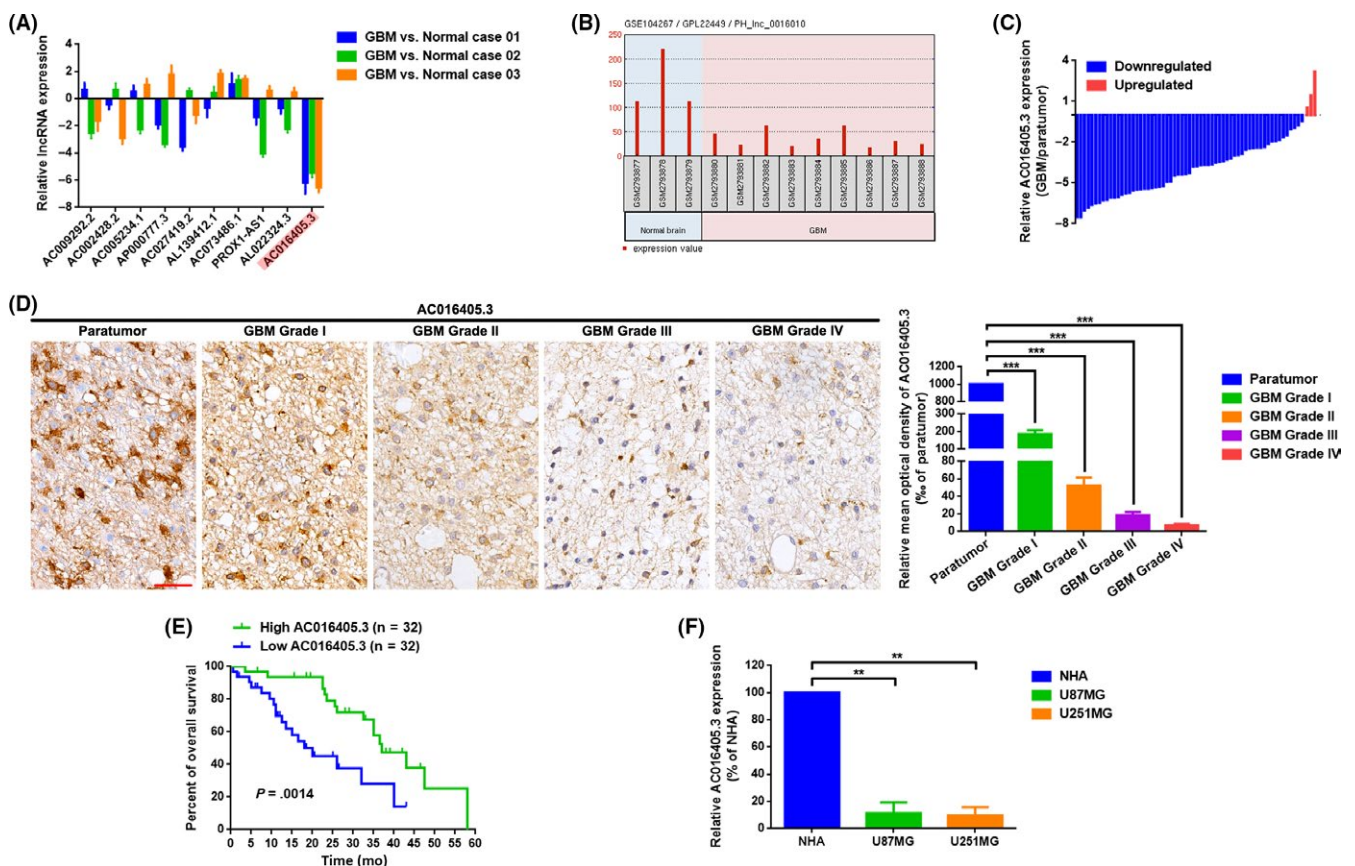 (A)
GBM vs. Normal case 01
GBM vs. Normal case 02
GBM vs. Normal case 03
Relative lncRNA expression
6
4
2
0
−2
−4
−6
−8
AC009292.2
AC002428.2
AC005234.1
AP000777.3
AC027419.2
AL139412.1
AC073486.1
PROX1-AS1
AL022324.3
AC016405.3
(B)
GSE104267 / GPL22449 / PH_lnc_0016010
250
200
150
100
50
0
GSM2793877
GSM2793878
GSM2793879
GSM2793880
GSM2793881
GSM2793882
GSM2793883
GSM2793884
GSM2793885
GSM2793886
GSM2793887
GSM2793888
Normal brain
GBM
expression value
(C)
Downregulated
Upregulated
Relative AC016405.3 expression
(GBM/paratumor)
4
1
−2
−5
−8
(D)
AC016405.3
Paratumor
GBM Grade I
GBM Grade II
GBM Grade III
GBM Grade IV
Relative mean optical density of AC016405.3
(‰ of paratumor)
1000
800
300
200
100
80
60
40
20
0
***
***
***
***
Paratumor
GBM Grade I
GBM Grade II
GBM Grade III
GBM Grade IV
Paratumor
GBM Grade I
GBM Grade II
GBM Grade III
GBM Grade IV
(E)
High AC016405.3 (n = 32)
Low AC016405.3 (n = 32)
Percent of overall survival
100
80
60
40
20
0
P = .0014
0 5 10 15 20 25 30 35 40 45 50 55 60
Time (mo)
(F)
Relative AC016405.3 expression
(% of NHA)
120
100
80
60
40
20
0
**
**
NHA
U87MG
U251MG
NHA
U87MG
U251MG